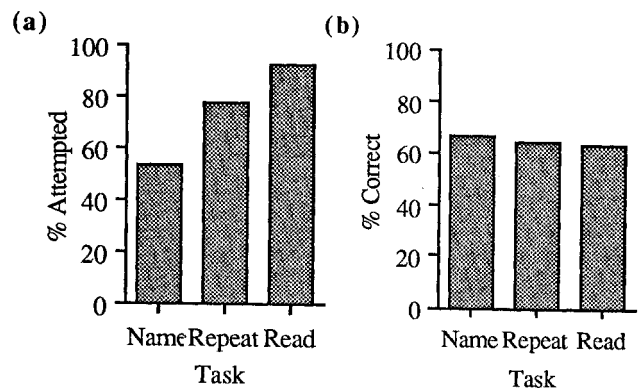 (a)
% Attempted
100
80
60
40
20
0
Name Repeat Read
Task
(b)
% Correct
100
80
60
40
20
0
Name Repeat Read
Task